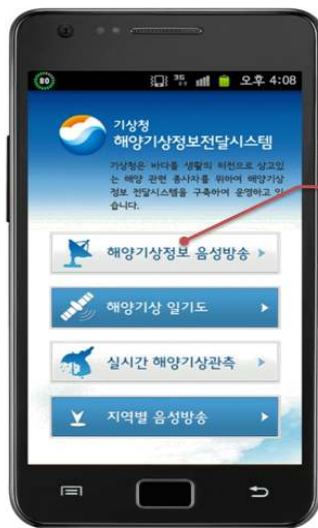 80
3G
오후 4:08
기상청
해양기상정보전달시스템
기상청은 바다를 생활의 터전으로 삼고있
는 해양 관련 종사자를 위하여 해양기상
정보 전달시스템을 구축하여 운영하고 있
습니다.
해양기상정보 음성방송
해양기상 일기도
실시간 해양기상관측
지역별 음성방송